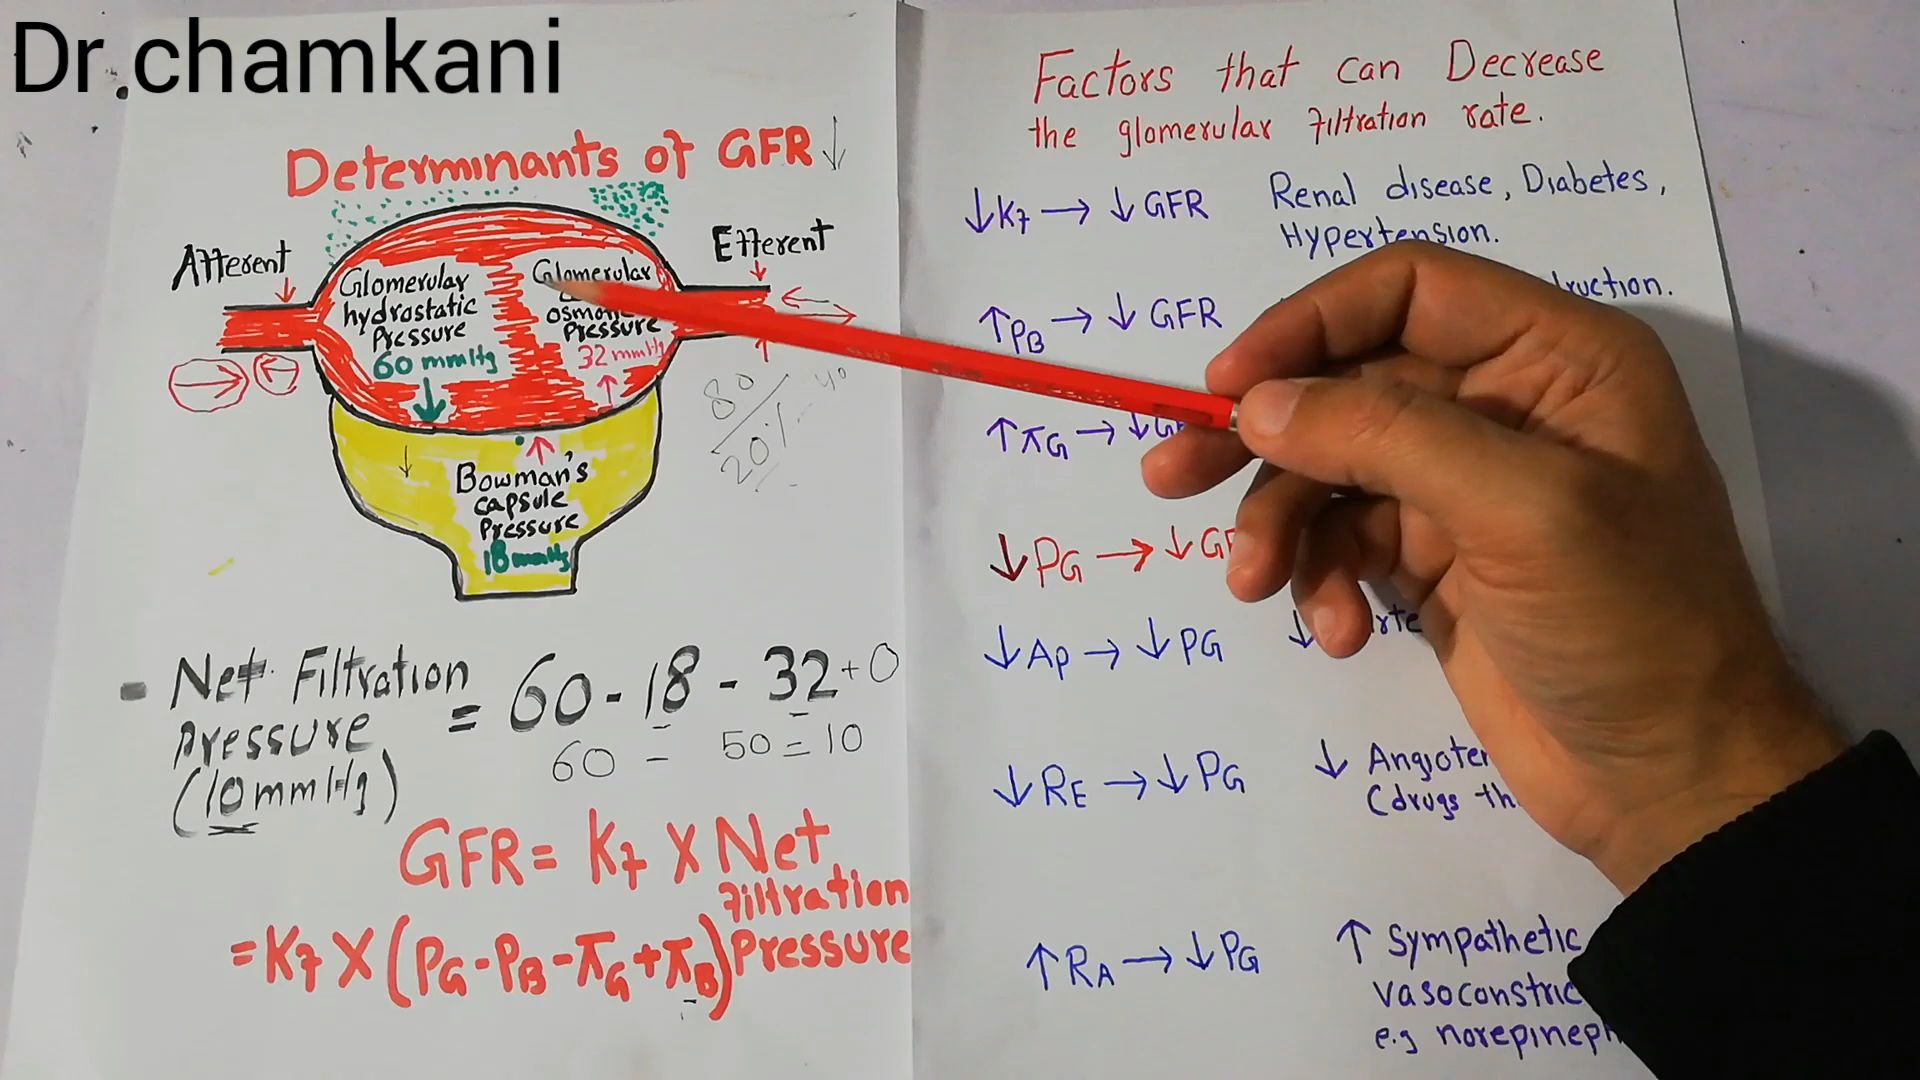 Dr.chamkani
Determinants of GFR↓
Afferent
Efferent
Glomerular
hydrostatic
Pressure
60 mmHg
Glomerular
osmotic
Pressure
32 mmHg
Bowman's
capsule
Pressure
18 mmHg
80
20%
40
- Net Filtration
Pressure
(10 mmHg)
= 60 - 18 - 32 + 0
60 - 50 = 10
GFR = Kf X Net
Filtration
Pressure
= Kf X (PG - PB - πG + πB)
Factors that can Decrease
the glomerular filtration rate.
↓Kf → ↓ GFR
Renal disease, Diabetes,
Hypertension.
↑PB → ↓ GFR
ruction.
↑πG → ↓G
↓PG → ↓ G
↓Ap → ↓ PG
↓ rte
↓RE → ↓ PG
↓ Angioten
(drugs th
↑RA → ↓ PG
↑ Sympathetic
vasoconstric
e.g norepineph